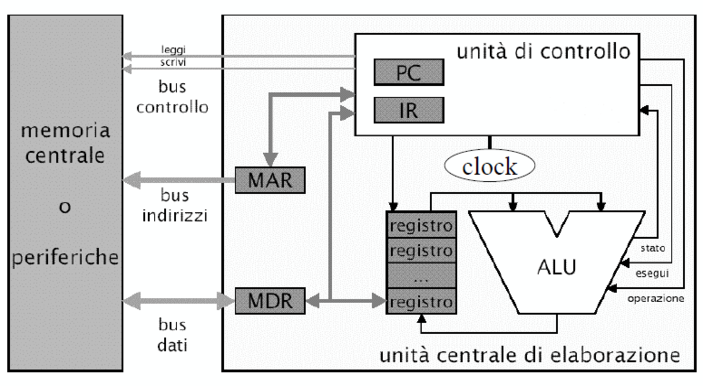 leggi
scrivi
bus
controllo
unità di controllo
PC
IR
clock
memoria
centrale
o
periferiche
MAR
bus
indirizzi
registro
registro
...
registro
ALU
stato
esegui
operazione
MDR
bus
dati
unità centrale di elaborazione